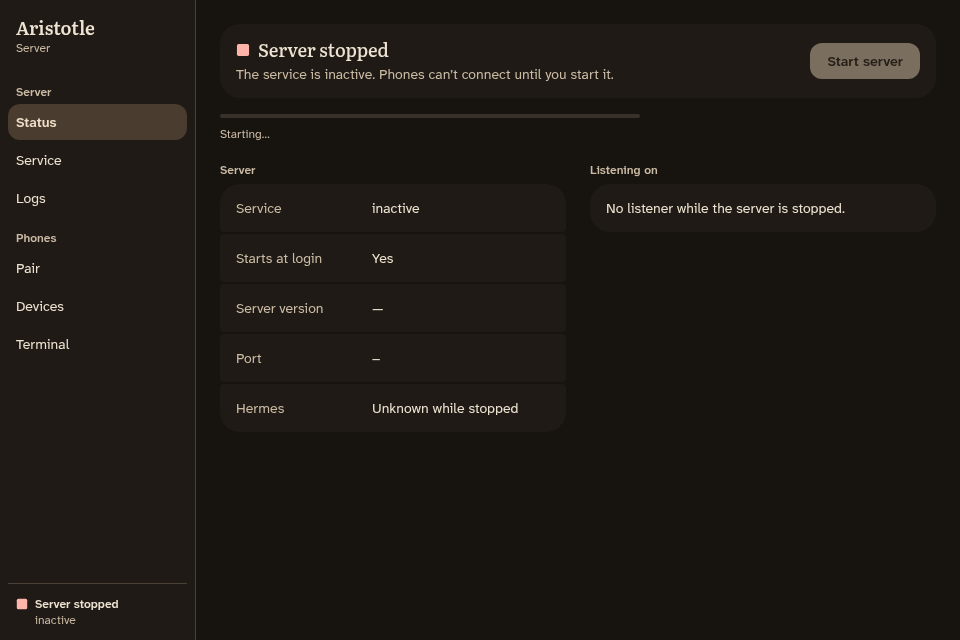 Aristotle
Server
Server
Status
Service
Logs
Phones
Pair
Devices
Terminal
Server stopped
inactive
Server stopped
The service is inactive. Phones can't connect until you start it.
Start server
Starting...
Server
Service inactive
Starts at login Yes
Server version —
Port –
Hermes Unknown while stopped
Listening on
No listener while the server is stopped.